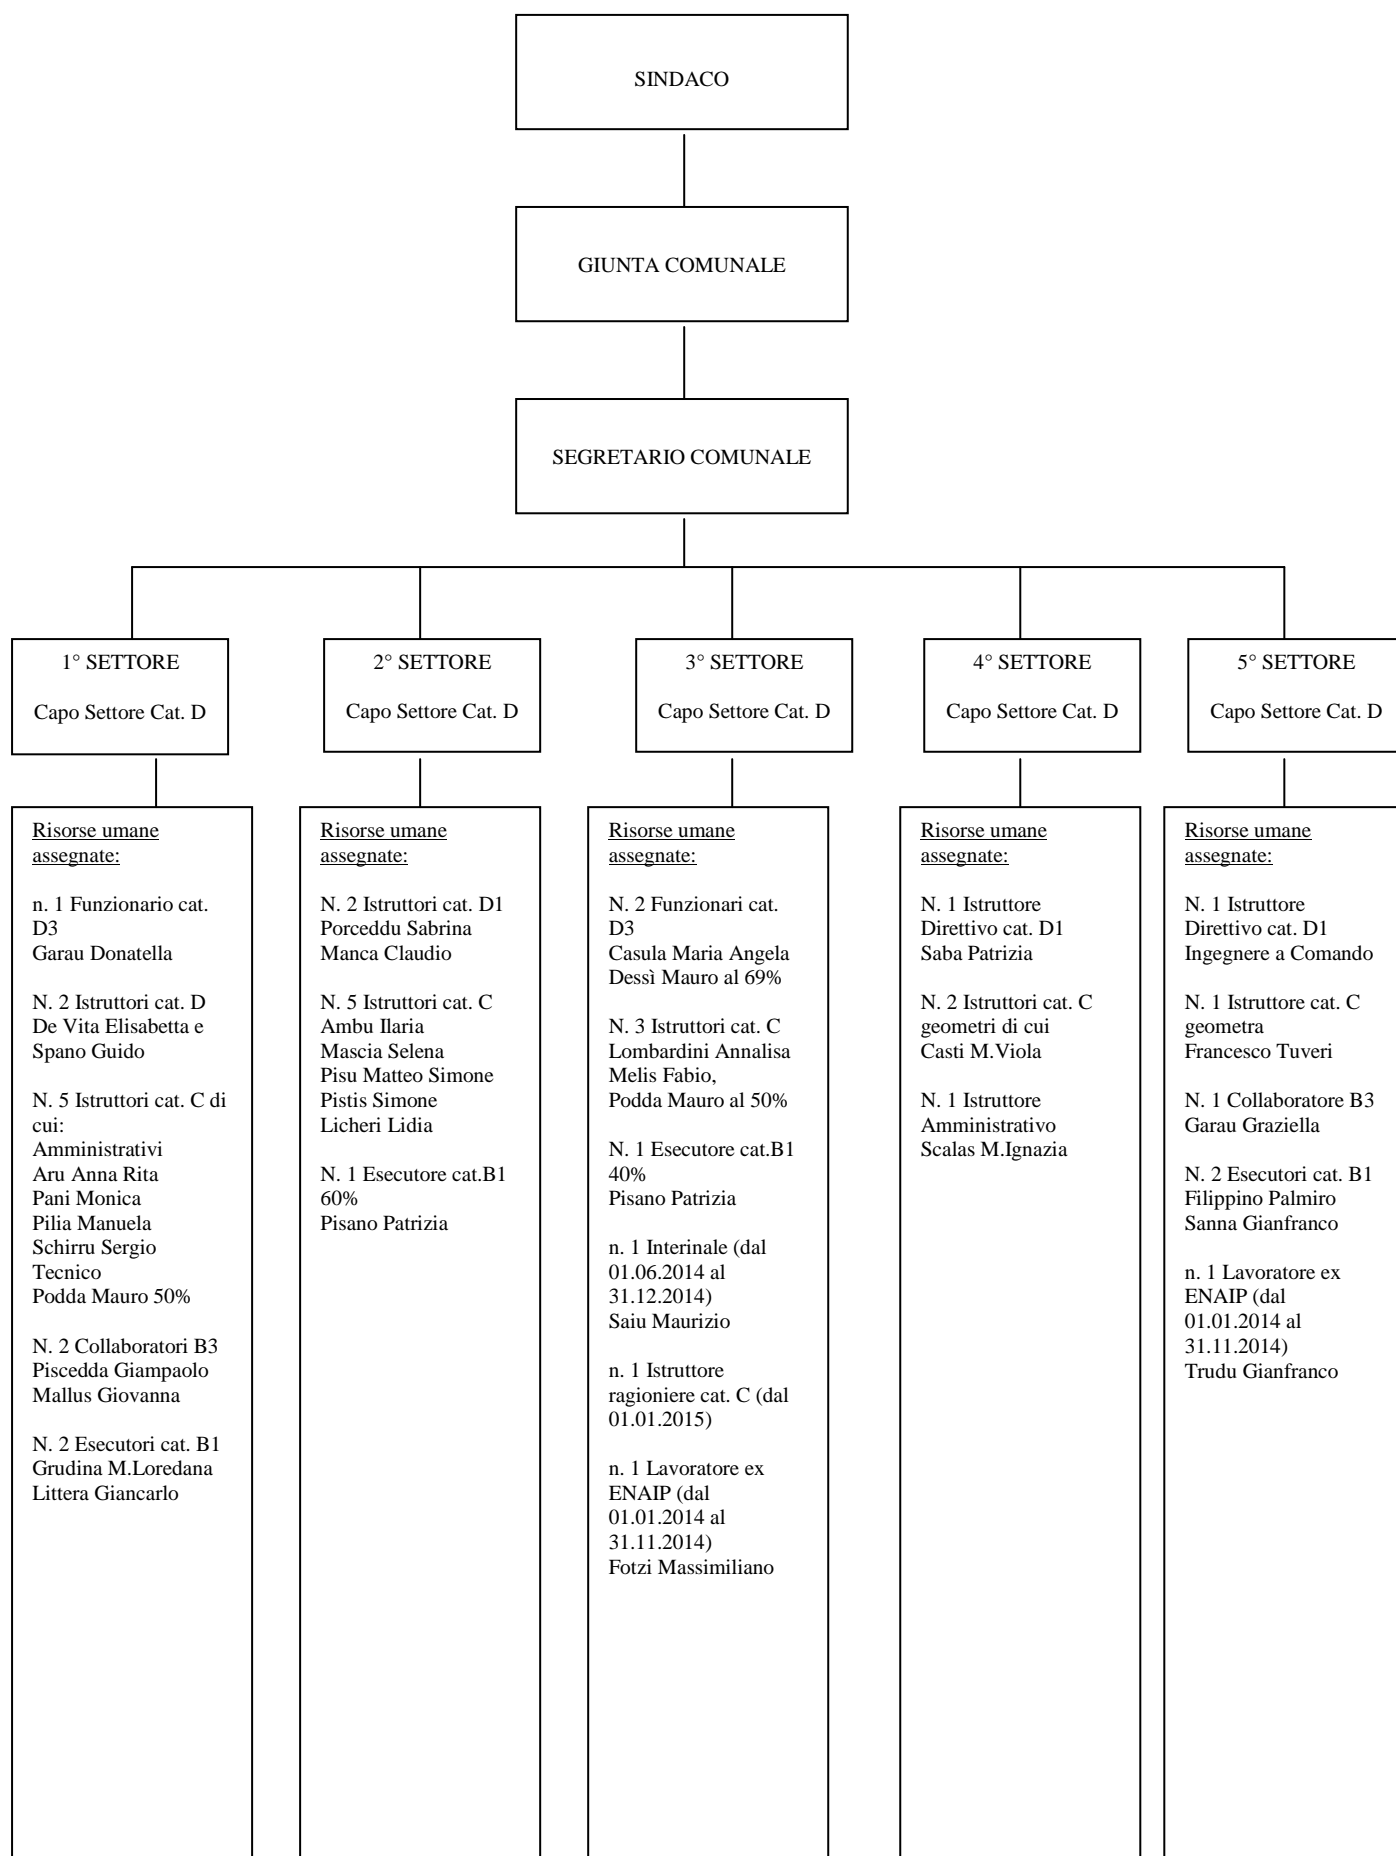 SINDACO
GIUNTA COMUNALE
SEGRETARIO COMUNALE
1° SETTORE
Capo Settore Cat. D
2° SETTORE
Capo Settore Cat. D
3° SETTORE
Capo Settore Cat. D
4° SETTORE
Capo Settore Cat. D
5° SETTORE
Capo Settore Cat. D
Risorse umane
assegnate:
n. 1 Funzionario cat.
D3
Garau Donatella
N. 2 Istruttori cat. D
De Vita Elisabetta e
Spano Guido
N. 5 Istruttori cat. C di
cui:
Amministrativi
Aru Anna Rita
Pani Monica
Pilia Manuela
Schirru Sergio
Tecnico
Podda Mauro 50%
N. 2 Collaboratori B3
Piscedda Giampaolo
Mallus Giovanna
N. 2 Esecutori cat. B1
Grudina M.Loredana
Littera Giancarlo
Risorse umane
assegnate:
N. 2 Istruttori cat. D1
Porceddu Sabrina
Manca Claudio
N. 5 Istruttori cat. C
Ambu Ilaria
Mascia Selena
Pisu Matteo Simone
Pistis Simone
Licheri Lidia
N. 1 Esecutore cat.B1
60%
Pisano Patrizia
Risorse umane
assegnate:
N. 2 Funzionari cat.
D3
Casula Maria Angela
Dessì Mauro al 69%
N. 3 Istruttori cat. C
Lombardini Annalisa
Melis Fabio,
Podda Mauro al 50%
N. 1 Esecutore cat.B1
40%
Pisano Patrizia
n. 1 Interinale (dal
01.06.2014 al
31.12.2014)
Saiu Maurizio
n. 1 Istruttore
ragioniere cat. C (dal
01.01.2015)
n. 1 Lavoratore ex
ENAIP (dal
01.01.2014 al
31.11.2014)
Fotzi Massimiliano
Risorse umane
assegnate:
N. 1 Istruttore
Direttivo cat. D1
Saba Patrizia
N. 2 Istruttori cat. C
geometri di cui
Casti M.Viola
N. 1 Istruttore
Amministrativo
Scalas M.Ignazia
Risorse umane
assegnate:
N. 1 Istruttore
Direttivo cat. D1
Ingegnere a Comando
N. 1 Istruttore cat. C
geometra
Francesco Tuveri
N. 1 Collaboratore B3
Garau Graziella
N. 2 Esecutori cat. B1
Filippino Palmiro
Sanna Gianfranco
n. 1 Lavoratore ex
ENAIP (dal
01.01.2014 al
31.11.2014)
Trudu Gianfranco